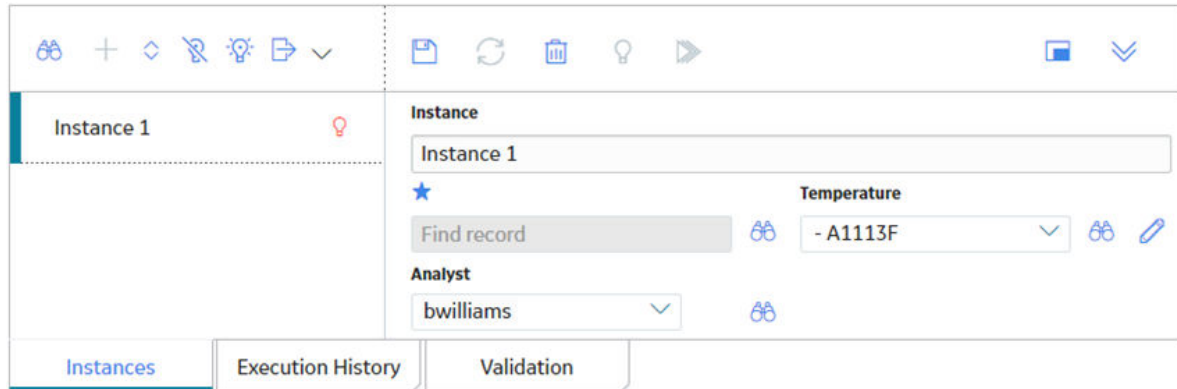 Instance 1
Instance
Instance 1
Temperature
Find record
- A1113F
Analyst
bwilliams
Instances
Execution History
Validation